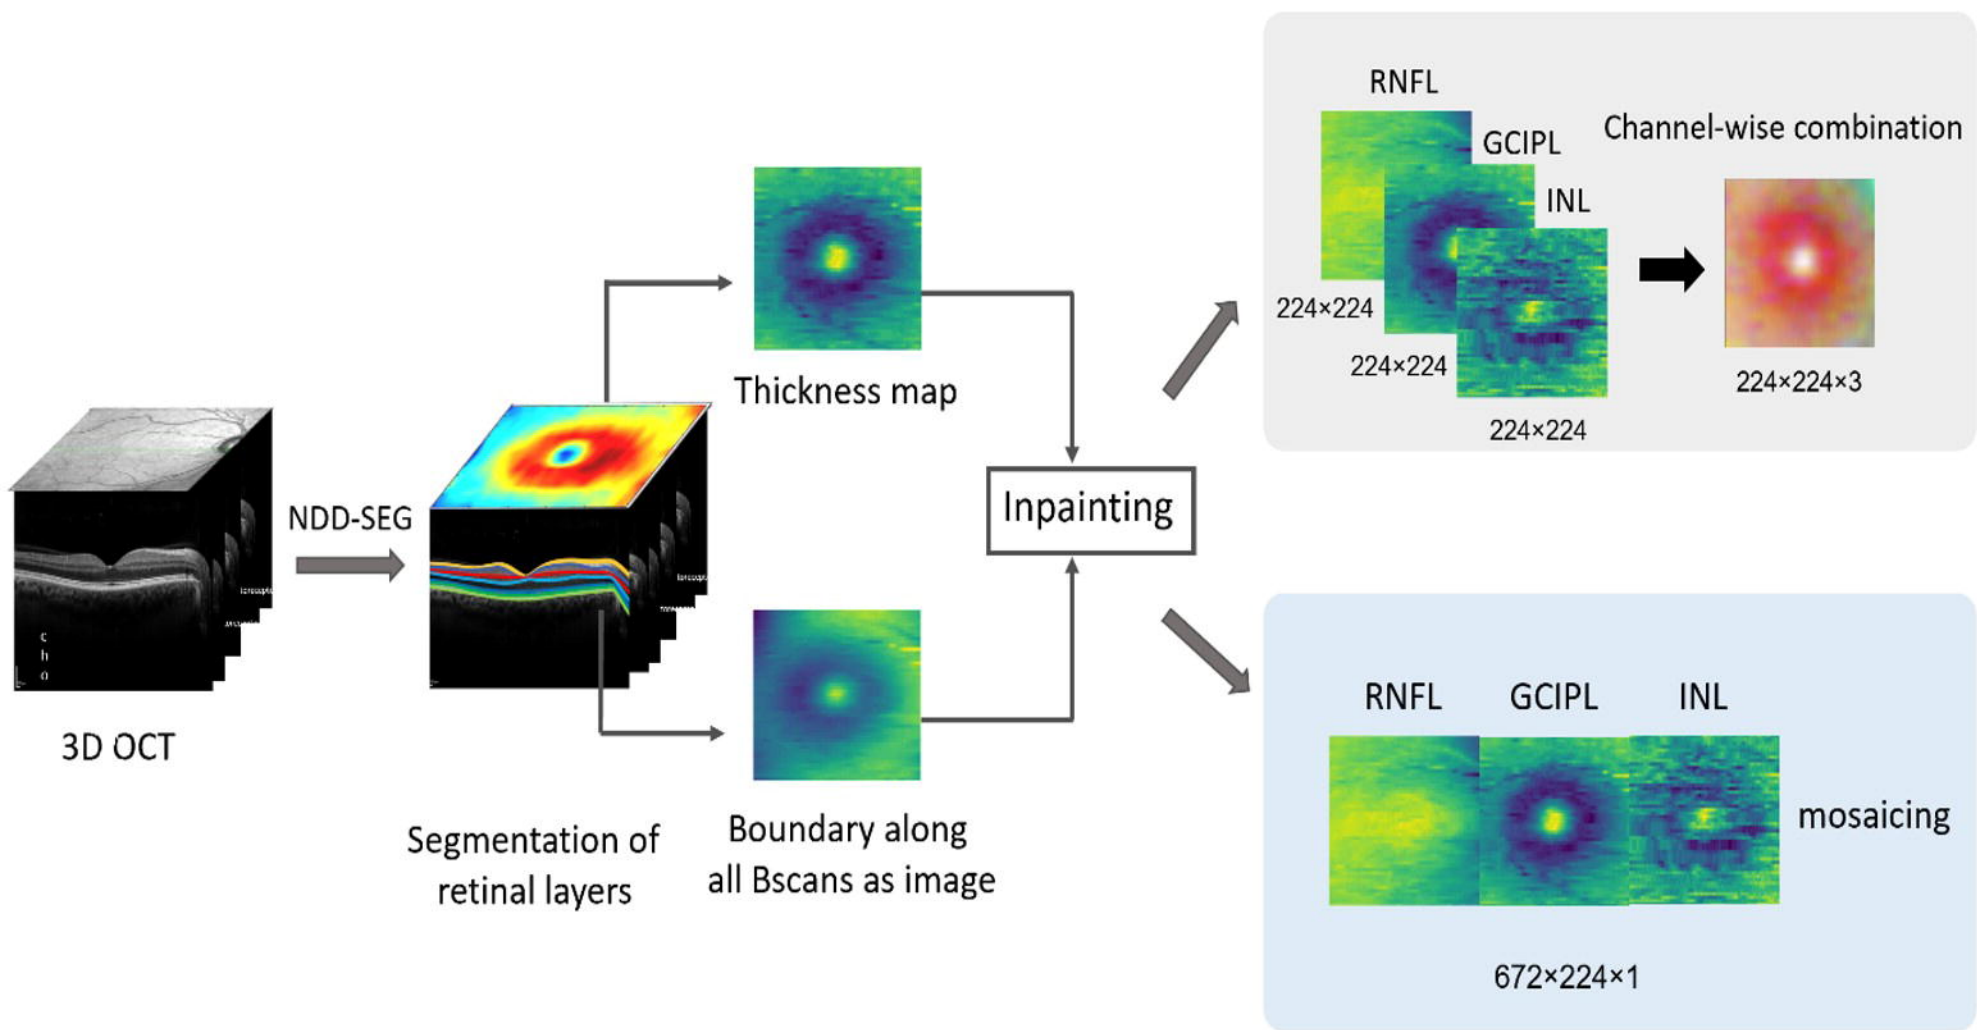 3D OCT
c
h
o
NDD-SEG
Segmentation of
retinal layers
Thickness map
Boundary along
all Bscans as image
Inpainting
RNFL
GCIPL
INL
224×224
224×224
224×224
Channel-wise combination
224×224×3
RNFL GCIPL INL
mosaicing
672×224×1